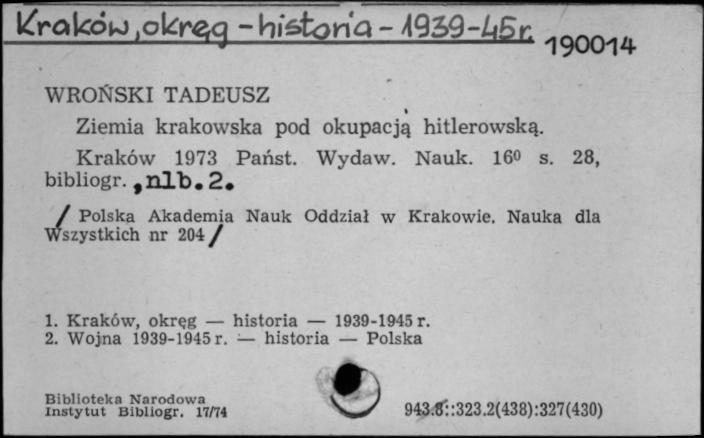 Kraków, okręg - historia - 1939-45 r.
190014
WROŃSKI TADEUSZ
Ziemia krakowska pod okupacją hitlerowską.
Kraków 1973 Państ. Wydaw. Nauk. 16⁰ s. 28,
bibliogr. , nlb. 2.
/ Polska Akademia Nauk Oddział w Krakowie. Nauka dla
Wszystkich nr 204 /
1. Kraków, okręg — historia — 1939-1945 r.
2. Wojna 1939-1945 r. — historia — Polska
Biblioteka Narodowa
Instytut Bibliogr. 17/74
943.8::323.2(438):327(430)